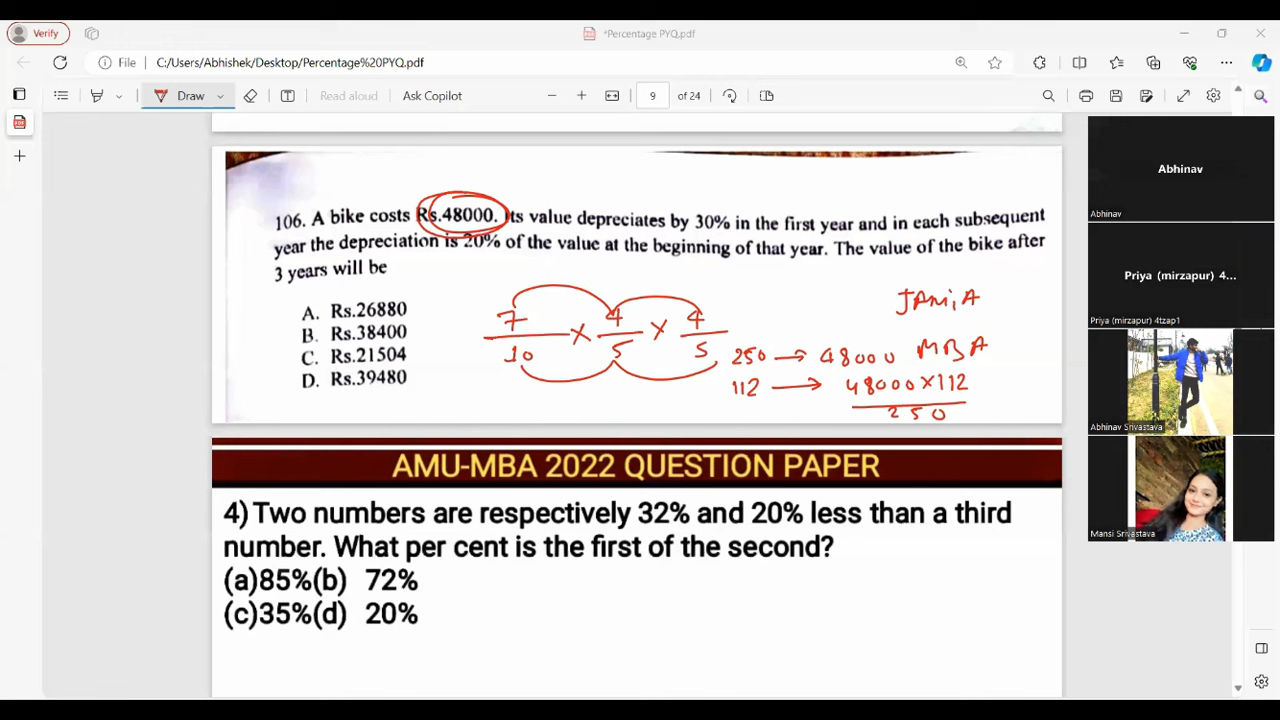 Verify
*Percentage PYQ.pdf
File
C:/Users/Abhishek/Desktop/Percentage%20PYQ.pdf
Draw
Read aloud
Ask Copilot
9
of 24
106. A bike costs Rs.48000. Its value depreciates by 30% in the first year and in each subsequent
year the depreciation is 20% of the value at the beginning of that year. The value of the bike after
3 years will be
A. Rs.26880
B. Rs.38400
C. Rs.21504
D. Rs.39480
7 4 4
× ×
10 5 5
JAMIA
MBA
250 → 48000
112 → 48000×112
250
AMU-MBA 2022 QUESTION PAPER
4) Two numbers are respectively 32% and 20% less than a third
number. What per cent is the first of the second?
(a)85%(b) 72%
(c)35%(d) 20%
Abhinav
Abhinav
Priya (mirzapur) 4...
Priya (mirzapur) 4tzap1
Abhinav Srivastava
Mansi Srivastava